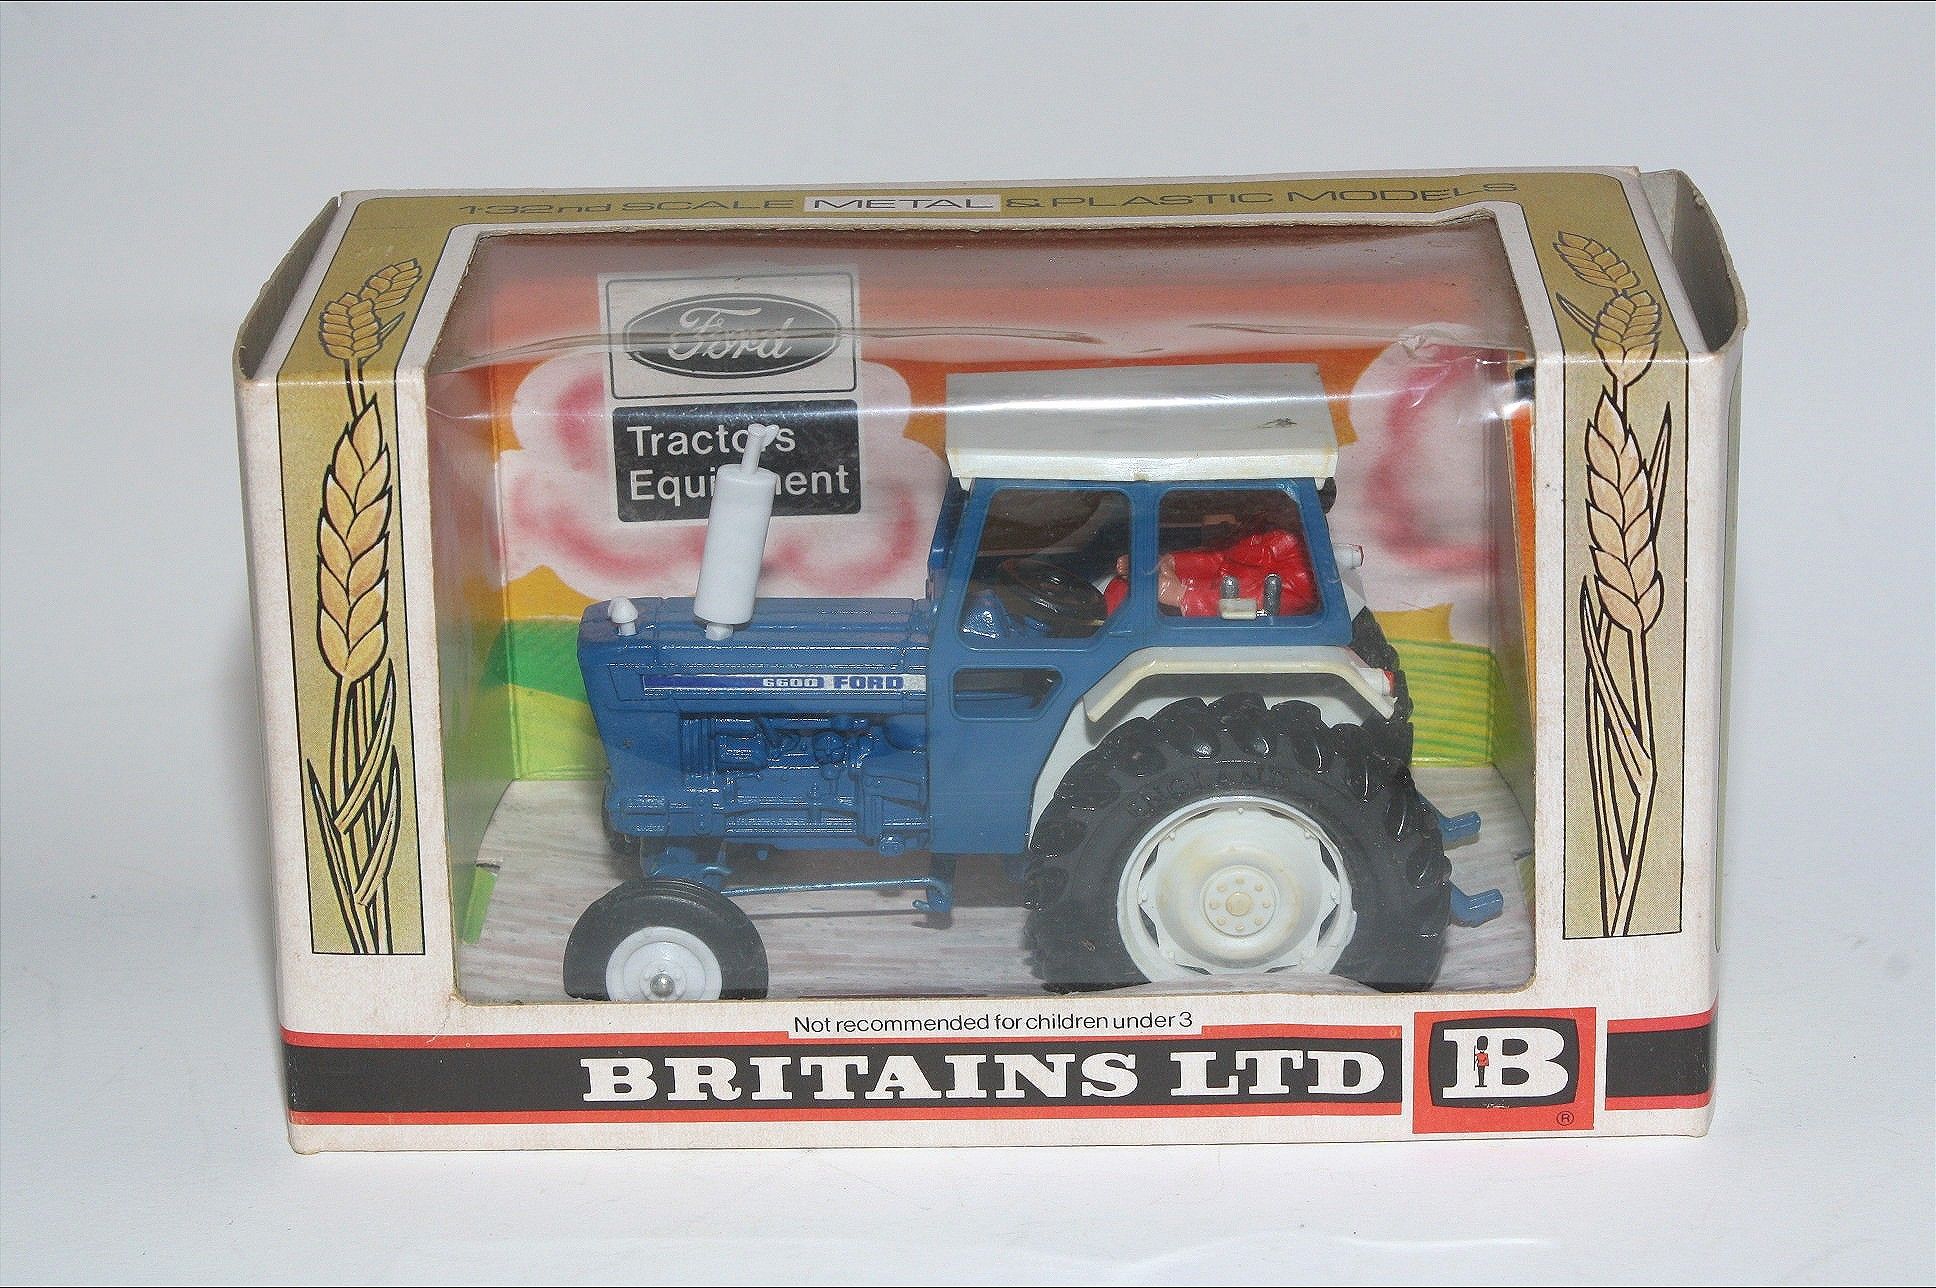 1:32nd SCALE METAL & PLASTIC MODELS
Ford
Tractors
Equipment
6600 FORD
ENGLAND
Not recommended for children under 3
BRITAINS LTD
B
®